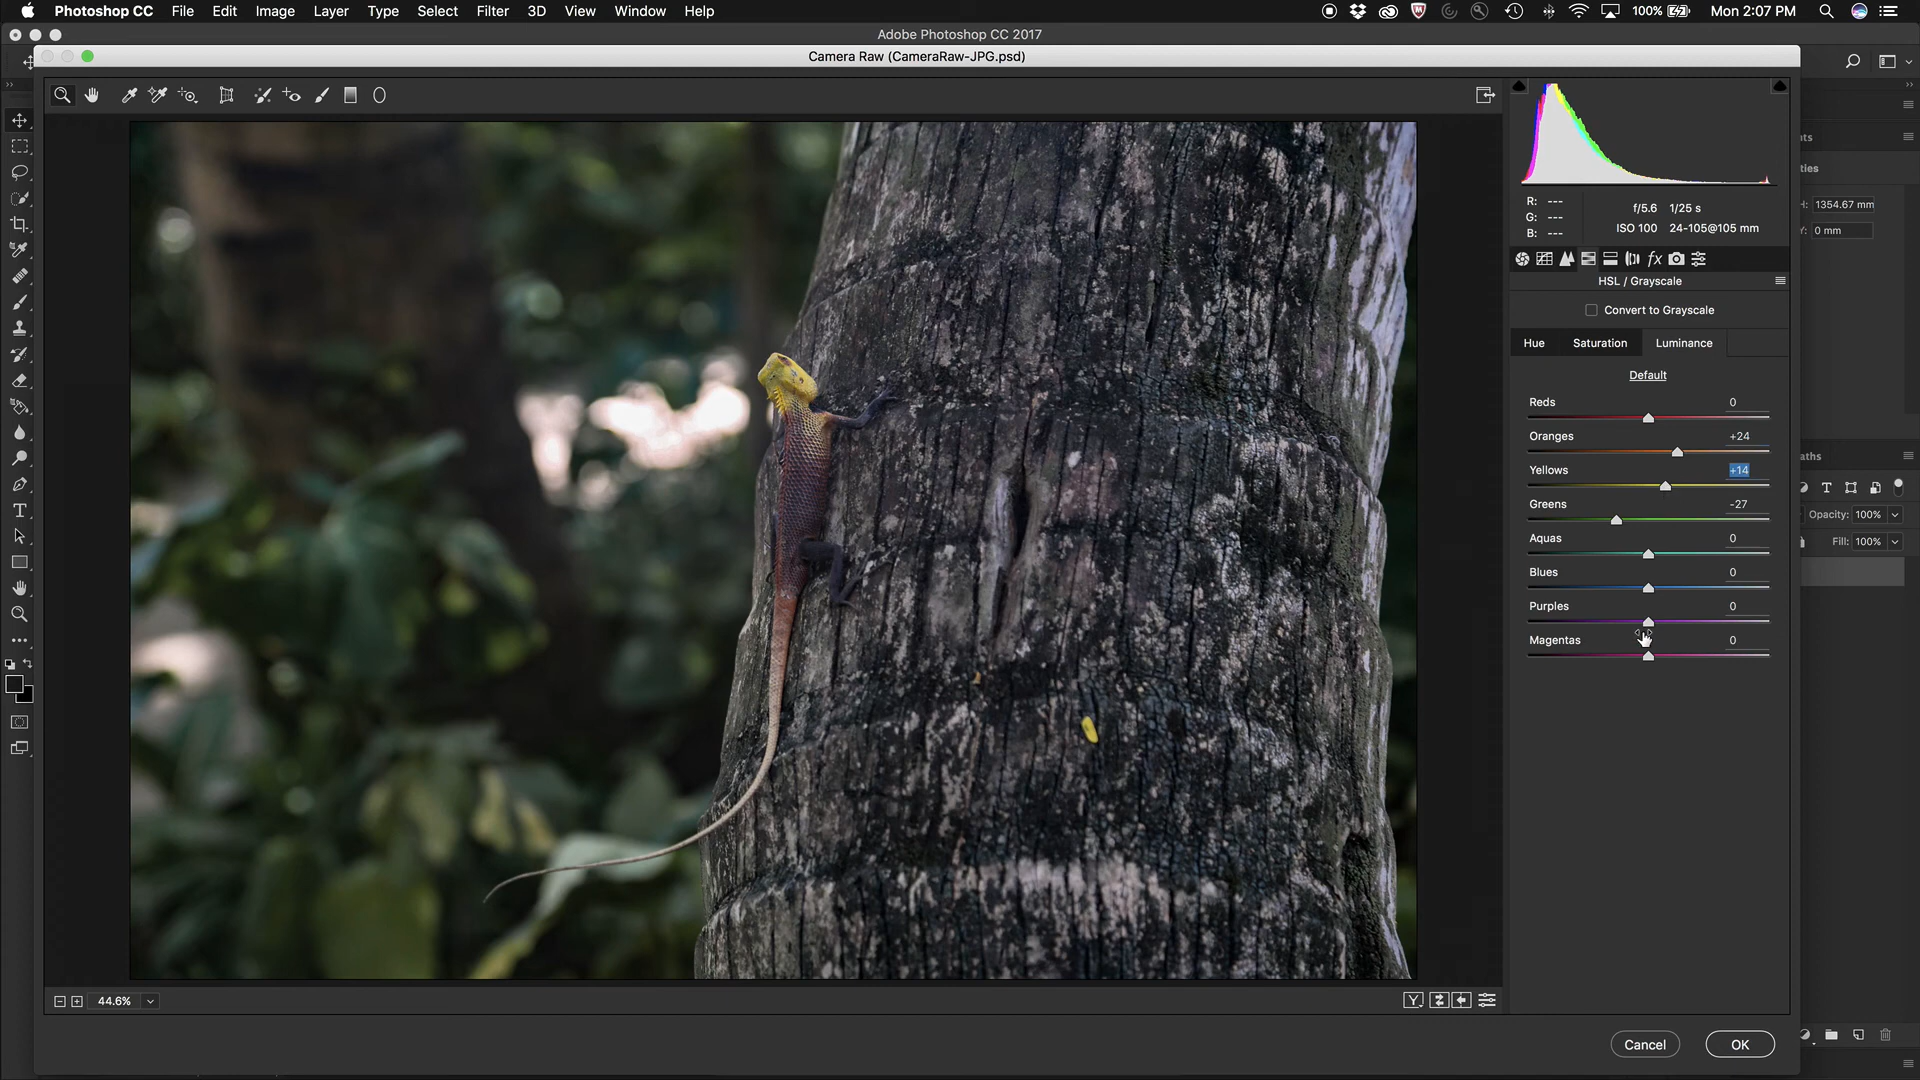 Photoshop CC File Edit Image Layer Type Select Filter 3D View Window Help 100% Mon 2:07 PM
Adobe Photoshop CC 2017
Camera Raw (CameraRaw-JPG.psd)
R: ---
G: ---
B: ---
f/5.6 1/25 s
ISO 100 24-105@105 mm
HSL / Grayscale
Convert to Grayscale
Hue Saturation Luminance
Default
Reds 0
Oranges +24
Yellows +14
Greens -27
Aquas 0
Blues 0
Purples 0
Magentas 0
nts
ties
H: 1354.67 mm
Y: 0 mm
aths
Opacity: 100%
Fill: 100%
44.6%
Cancel OK